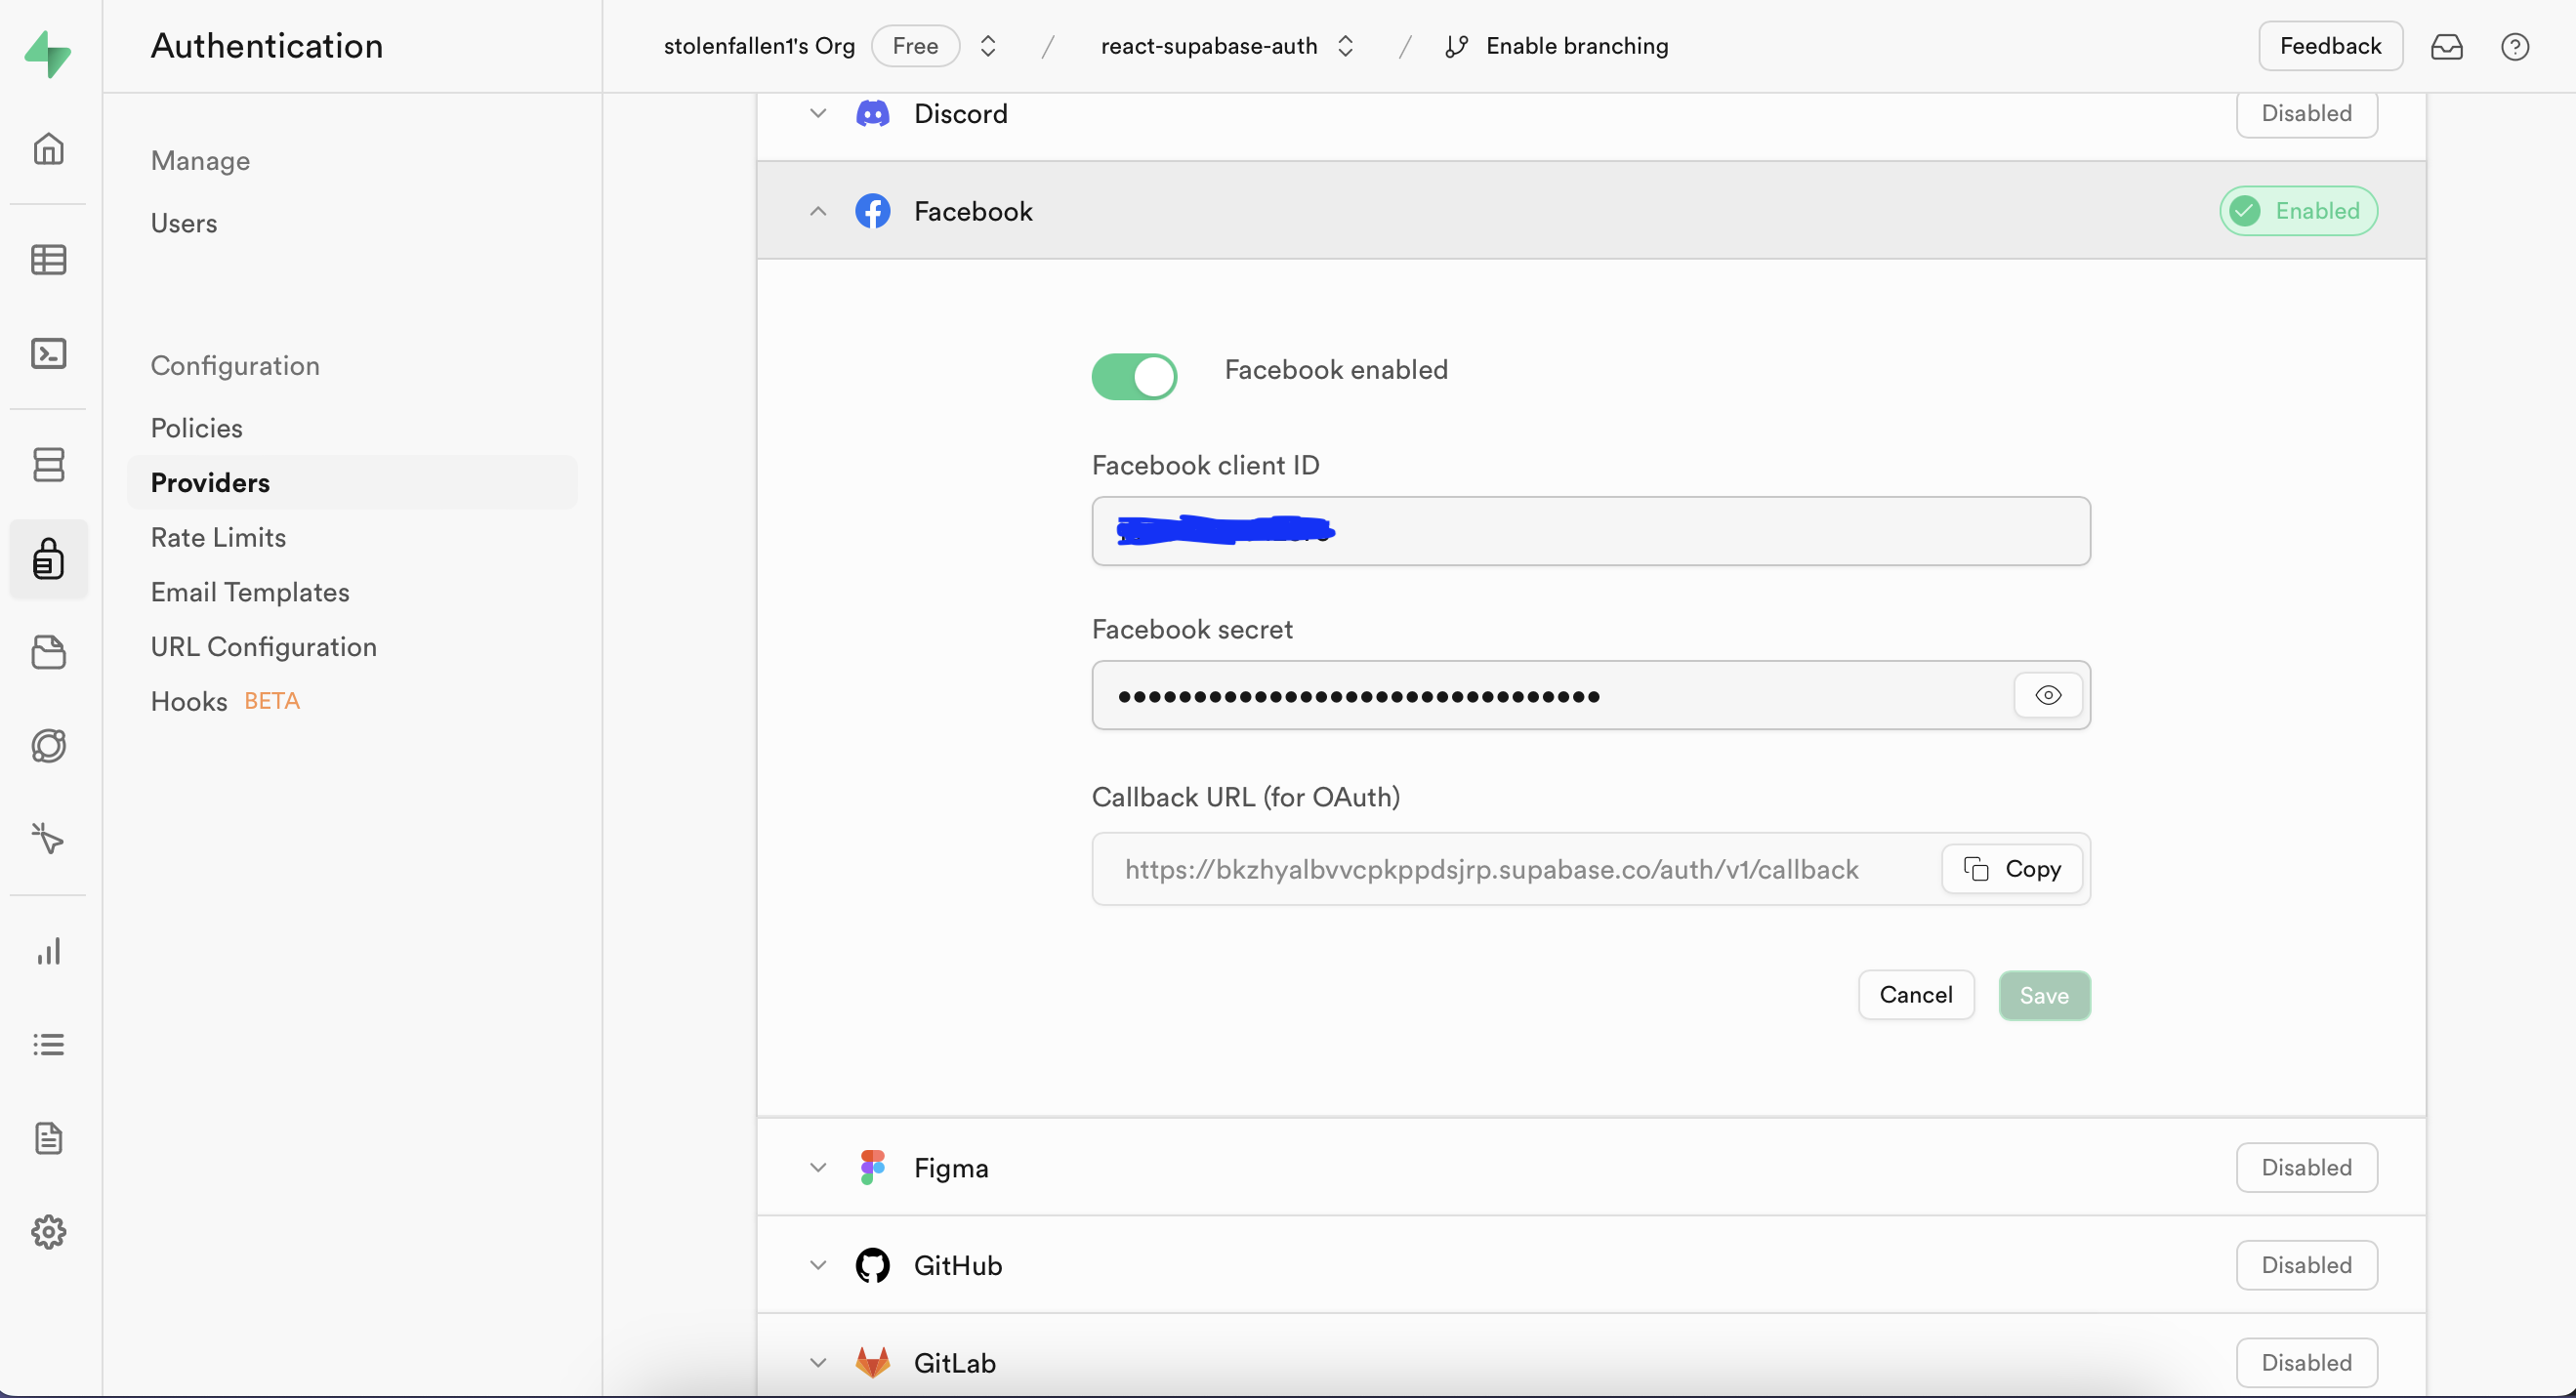 Authentication
stolenfallen1's Org Free / react-supabase-auth / Enable branching
Feedback
Manage
Users
Configuration
Policies
Providers
Rate Limits
Email Templates
URL Configuration
Hooks BETA
Discord Disabled
Facebook Enabled
Facebook enabled
Facebook client ID
Facebook secret
••••••••••••••••••••••••••••••••
Callback URL (for OAuth)
https://bkzhyalbvvcpkppdsjrp.supabase.co/auth/v1/callback Copy
Cancel Save
Figma Disabled
GitHub Disabled
GitLab Disabled